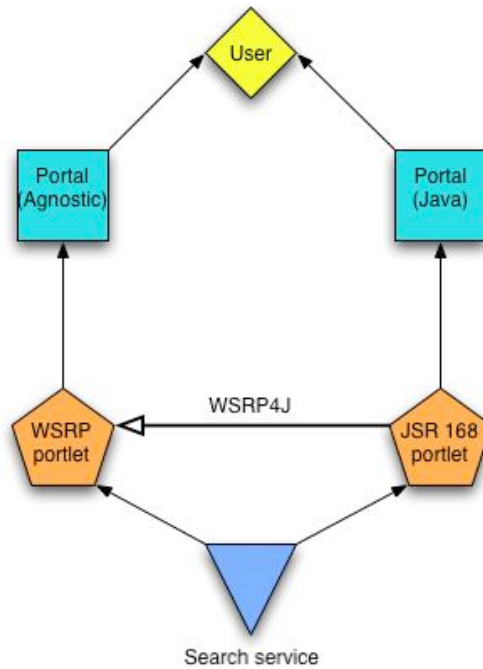 User
Portal
(Agnostic)
Portal
(Java)
WSRP4J
WSRP
portlet
JSR 168
portlet
Search service